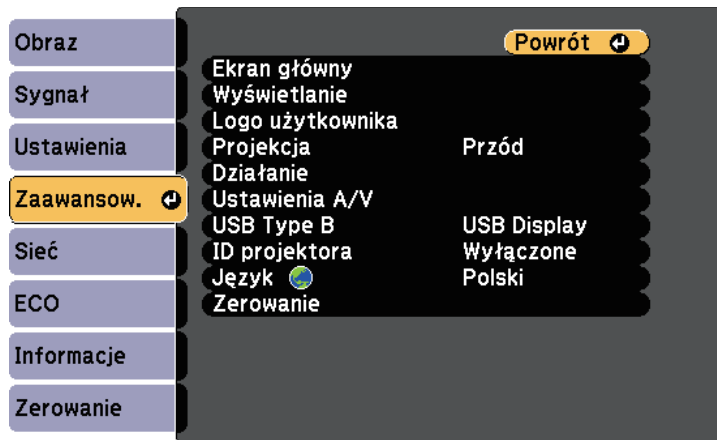 Obraz
Sygnał
Ustawienia
Zaawansow.
Sieć
ECO
Informacje
Zerowanie
Powrót
Ekran główny
Wyświetlanie
Logo użytkownika
Projekcja Przód
Działanie
Ustawienia A/V
USB Type B USB Display
ID projektora Wyłączone
Język Polski
Zerowanie